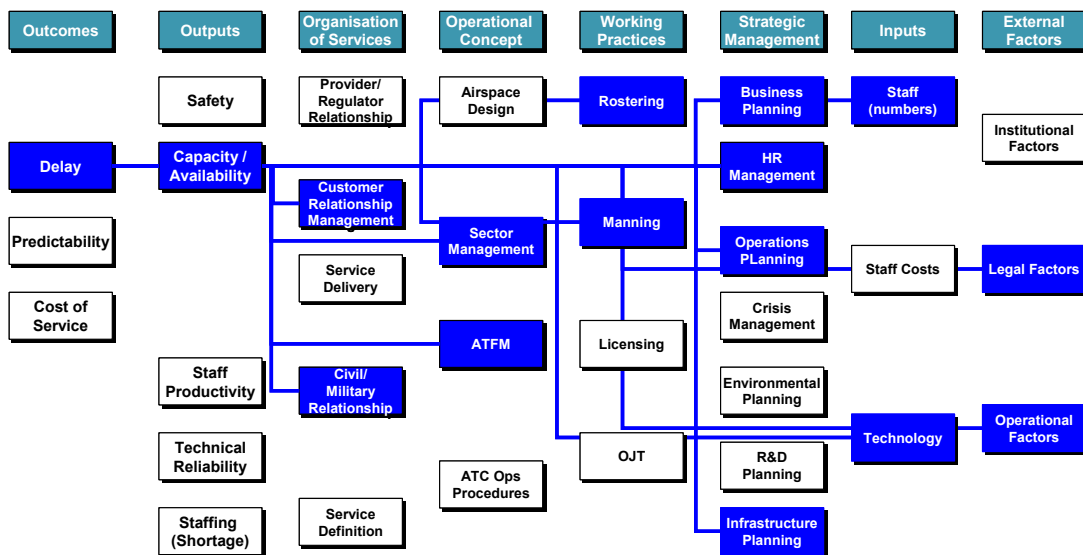 Outcomes
Outputs
Organisation
of Services
Operational
Concept
Working
Practices
Strategic
Management
Inputs
External
Factors
Safety
Provider/
Regulator
Relationship
Airspace
Design
Rostering
Business
Planning
Staff
(numbers)
Institutional
Factors
Delay
Capacity /
Availability
HR
Management
Customer
Relationship
Management
Manning
Predictability
Sector
Management
Operations
PLanning
Service
Delivery
Staff Costs
Legal Factors
Cost of
Service
Crisis
Management
ATFM
Licensing
Staff
Productivity
Civil/
Military
Relationship
Environmental
Planning
Technology
Operational
Factors
Technical
Reliability
OJT
R&D
Planning
ATC Ops
Procedures
Staffing
(Shortage)
Service
Definition
Infrastructure
Planning